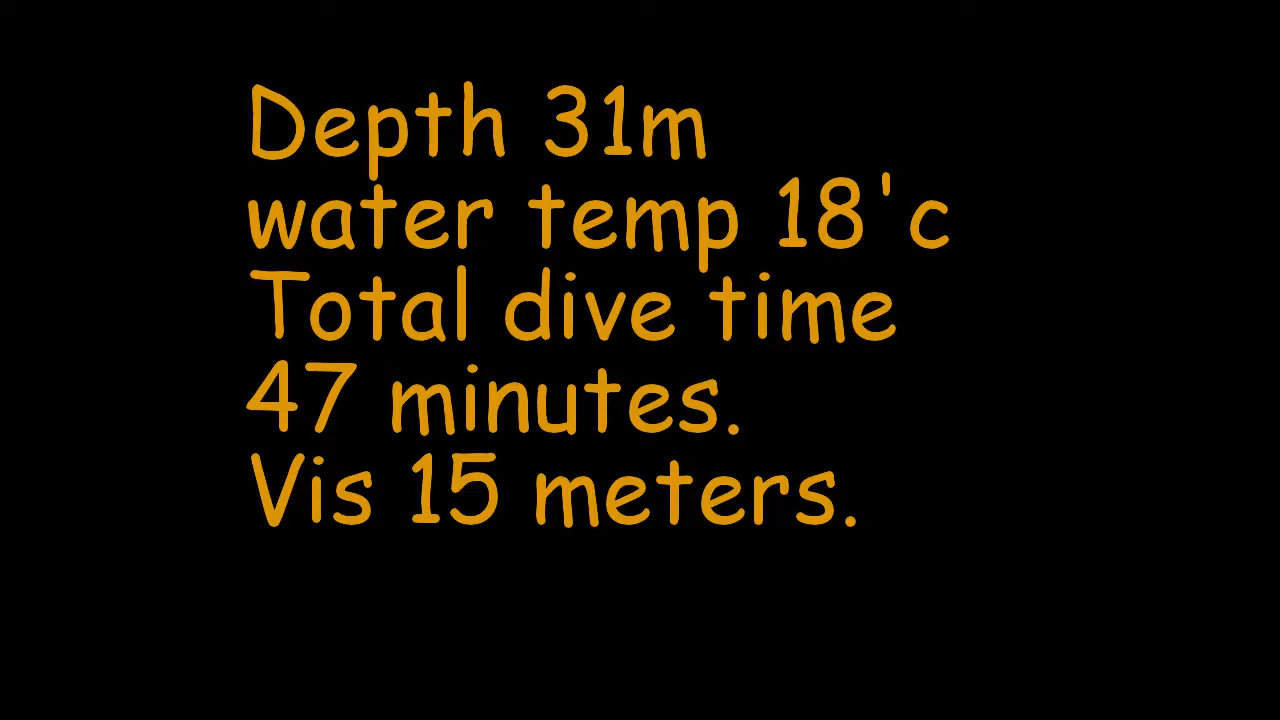 Depth 31m
water temp 18'c
Total dive time
47 minutes.
Vis 15 meters.